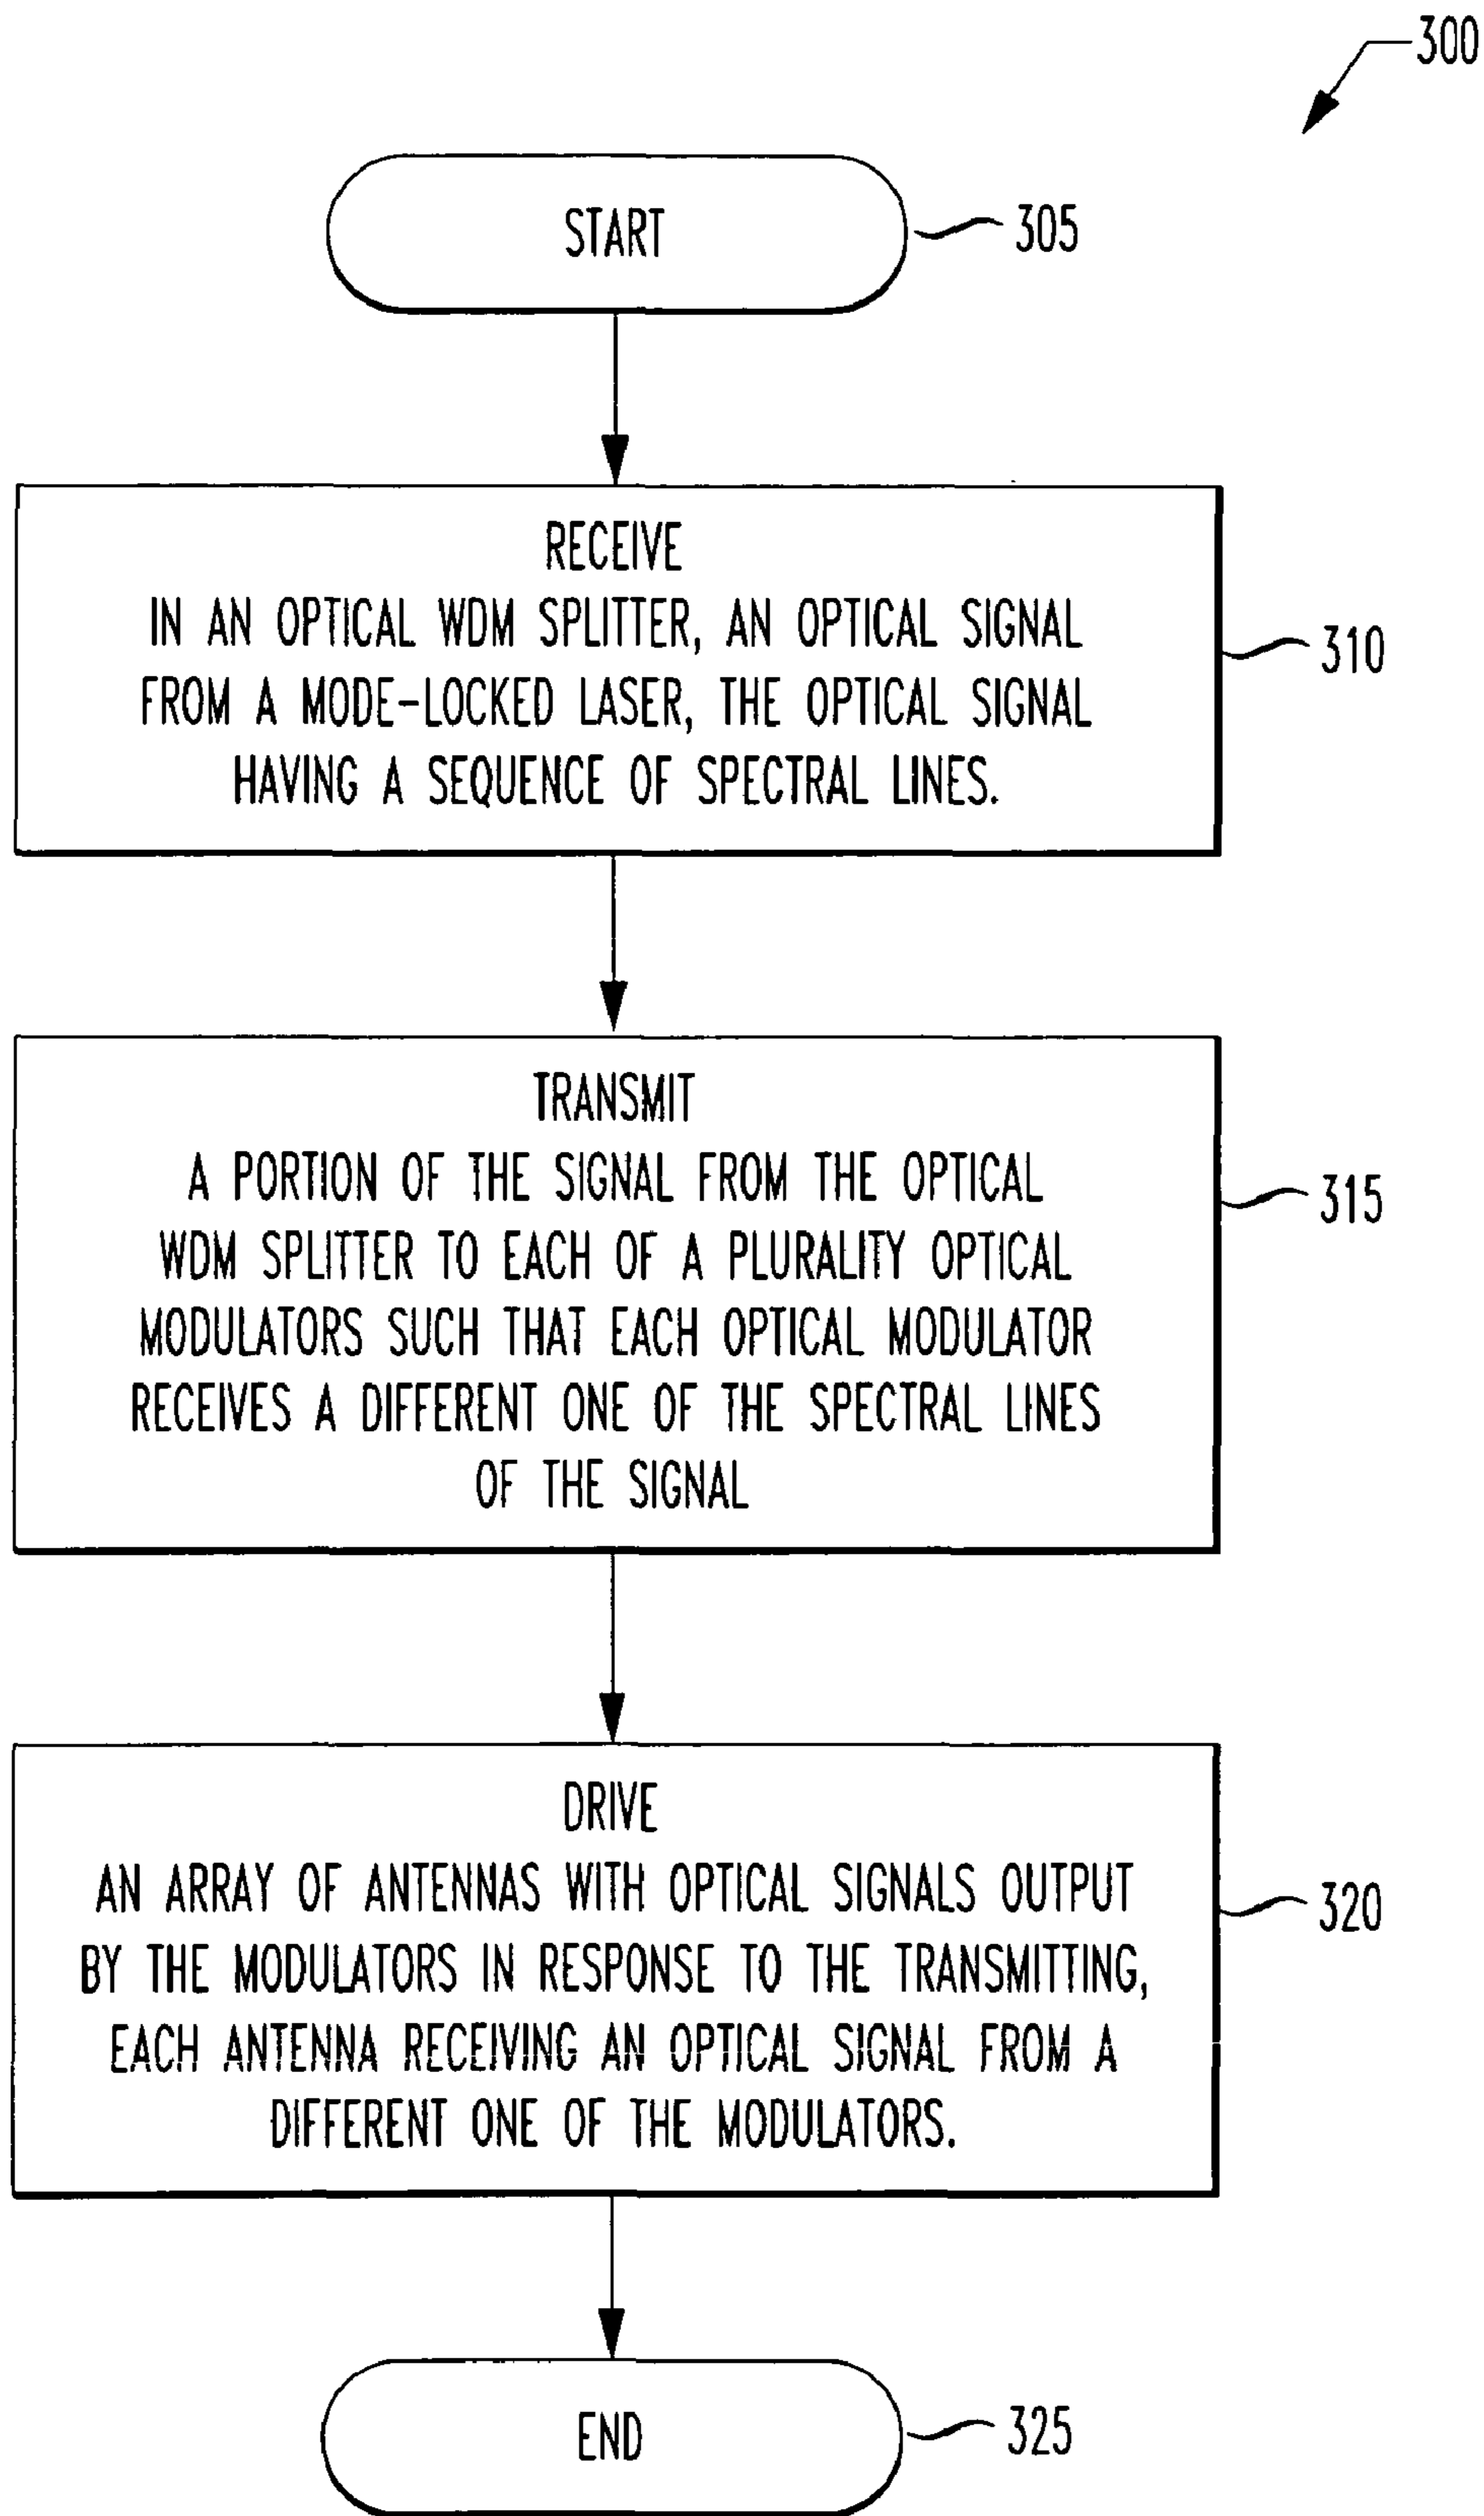 300
START
305
RECEIVE
IN AN OPTICAL WDM SPLITTER, AN OPTICAL SIGNAL
FROM A MODE-LOCKED LASER, THE OPTICAL SIGNAL
HAVING A SEQUENCE OF SPECTRAL LINES.
310
TRANSMIT
A PORTION OF THE SIGNAL FROM THE OPTICAL
WDM SPLITTER TO EACH OF A PLURALITY OPTICAL
MODULATORS SUCH THAT EACH OPTICAL MODULATOR
RECEIVES A DIFFERENT ONE OF THE SPECTRAL LINES
OF THE SIGNAL
315
DRIVE
AN ARRAY OF ANTENNAS WITH OPTICAL SIGNALS OUTPUT
BY THE MODULATORS IN RESPONSE TO THE TRANSMITTING,
EACH ANTENNA RECEIVING AN OPTICAL SIGNAL FROM A
DIFFERENT ONE OF THE MODULATORS.
320
END
325